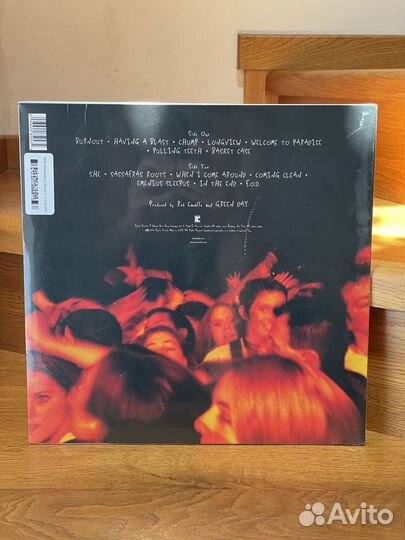 Side One
BURNOUT • HAVING A BLAST • CHUMP • LONGVIEW • WELCOME TO PARADISE
• PULLING TEETH • BASKET CASE
Side Two
SHE • SASSAFRAS ROOTS • WHEN I COME AROUND • COMING CLEAN •
EMENIUS SLEEPUS • IN THE END • F.O.D.
Produced by Rob Cavallo and GREEN DAY
Avito